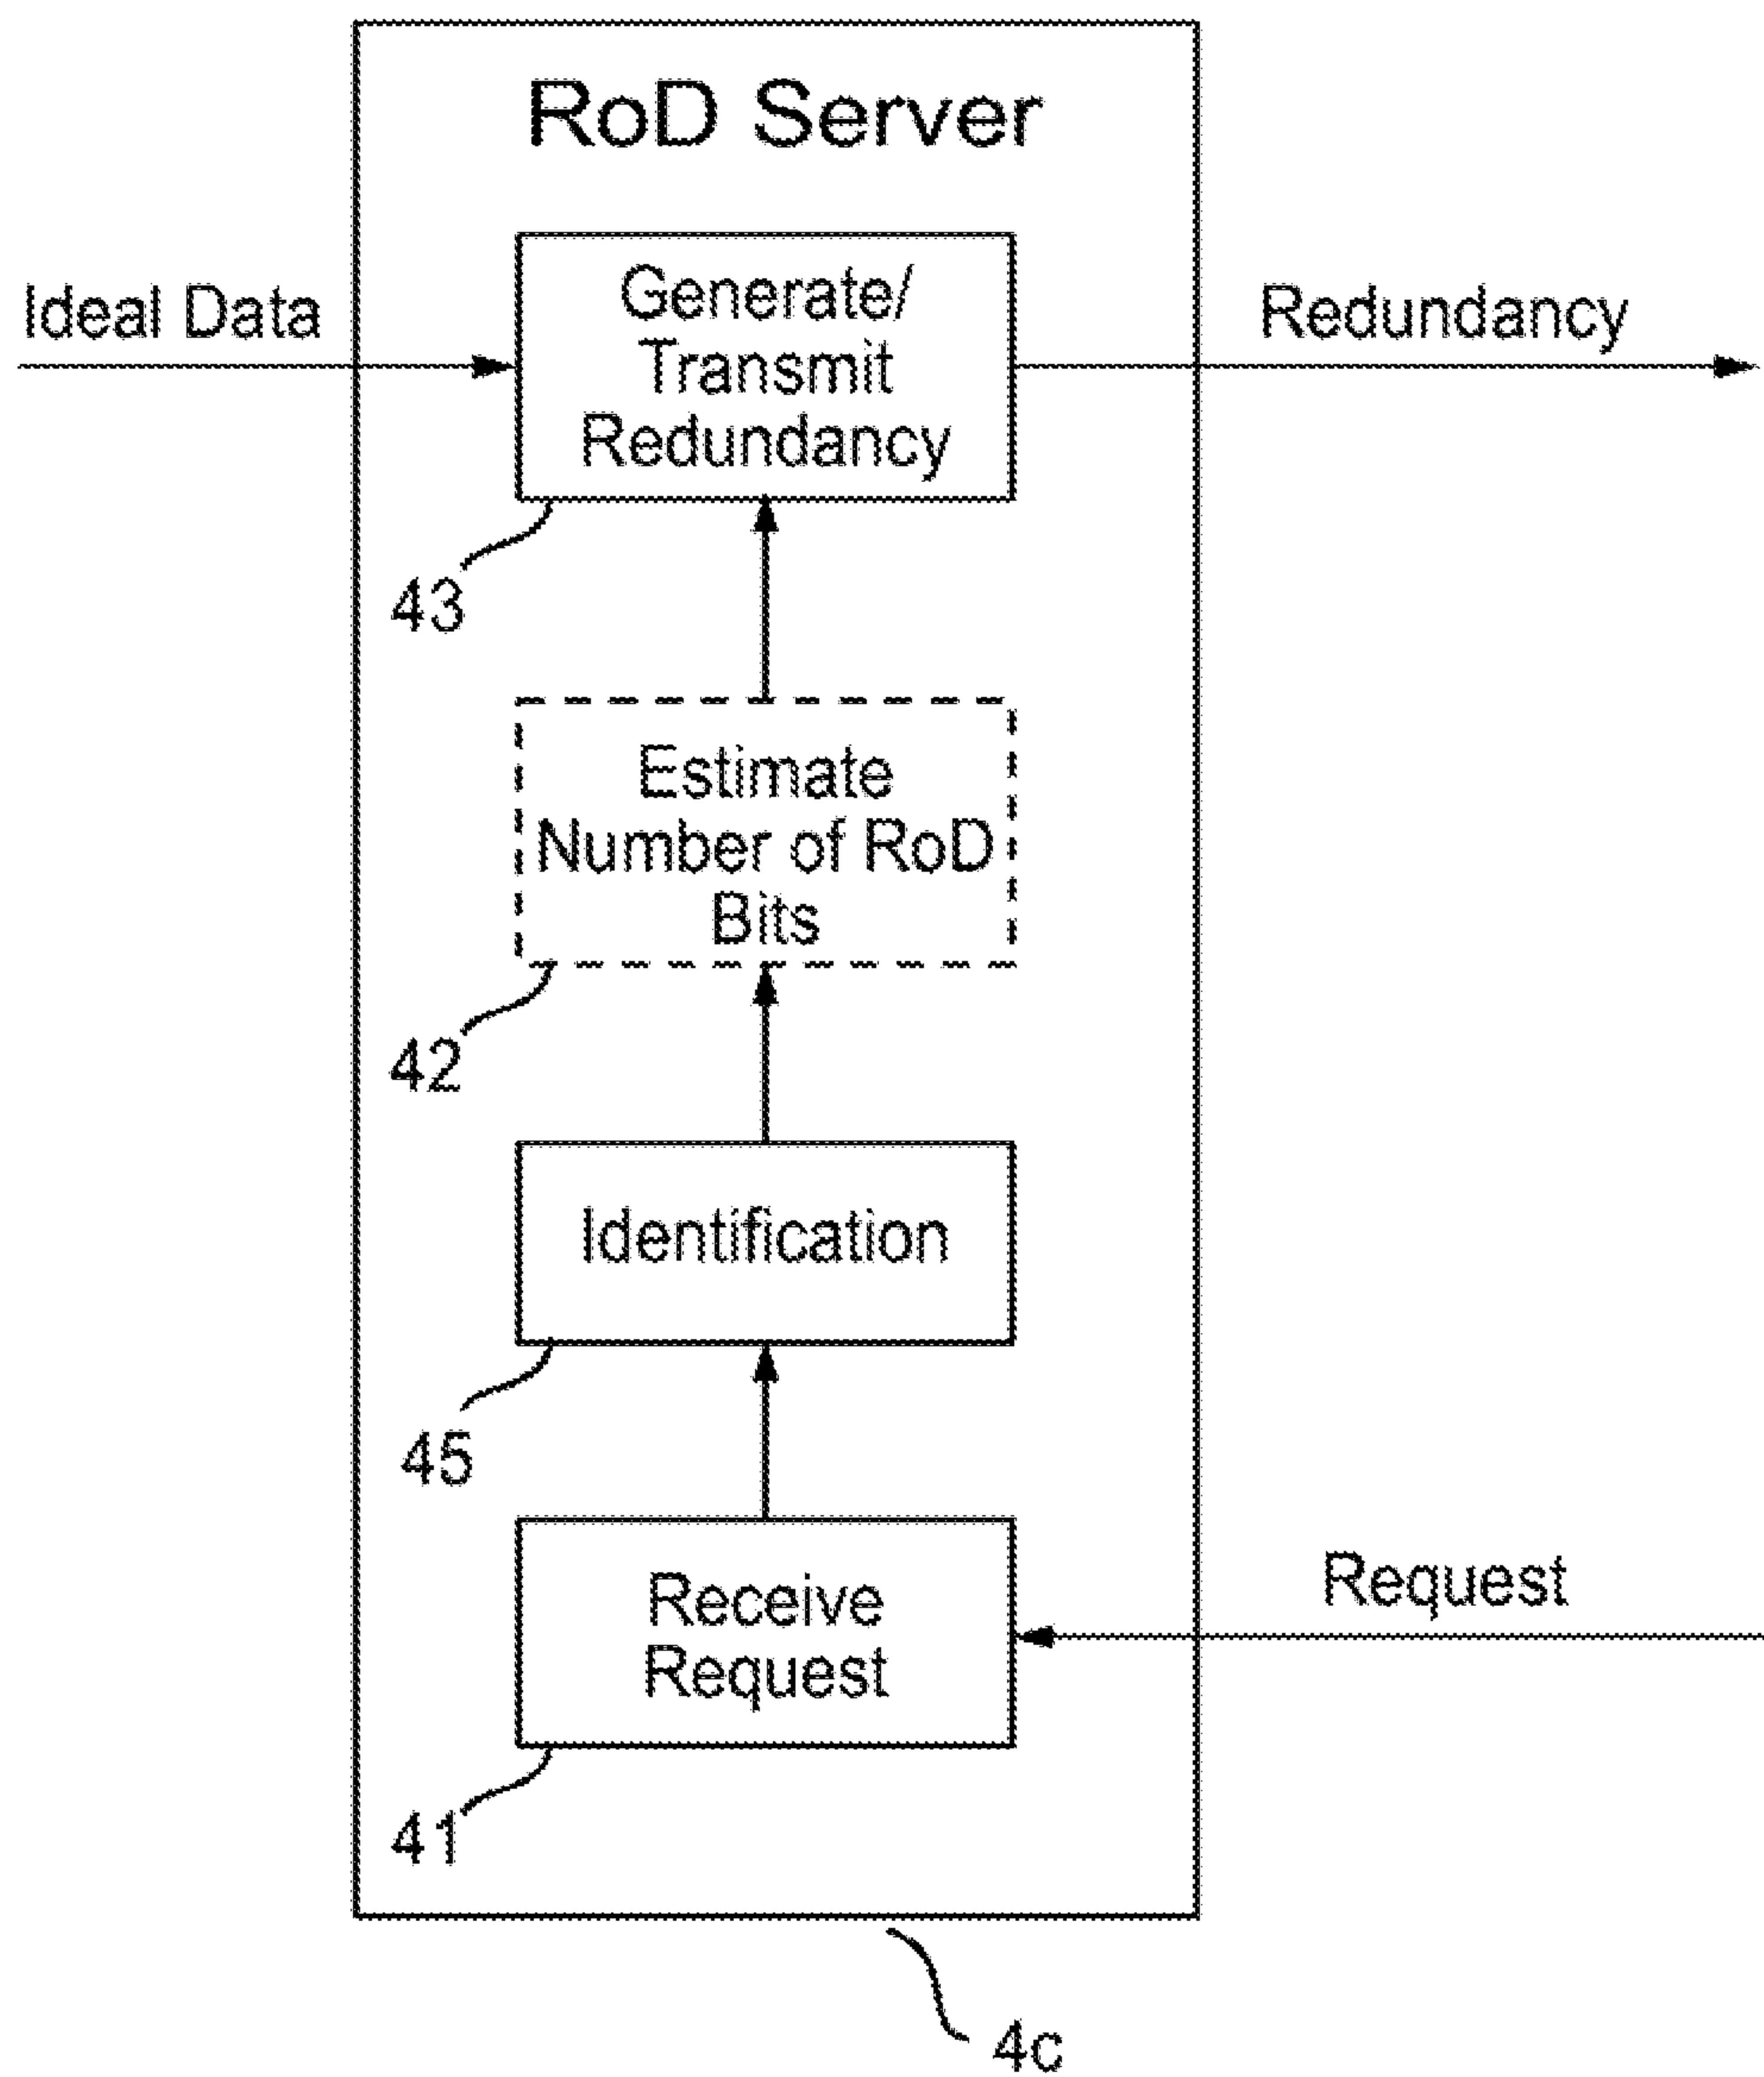 RoD Server
Ideal Data
Generate/
Transmit
Redundancy
Redundancy
43
Estimate
Number of RoD
Bits
42
Identification
45
Receive
Request
Request
41
4c